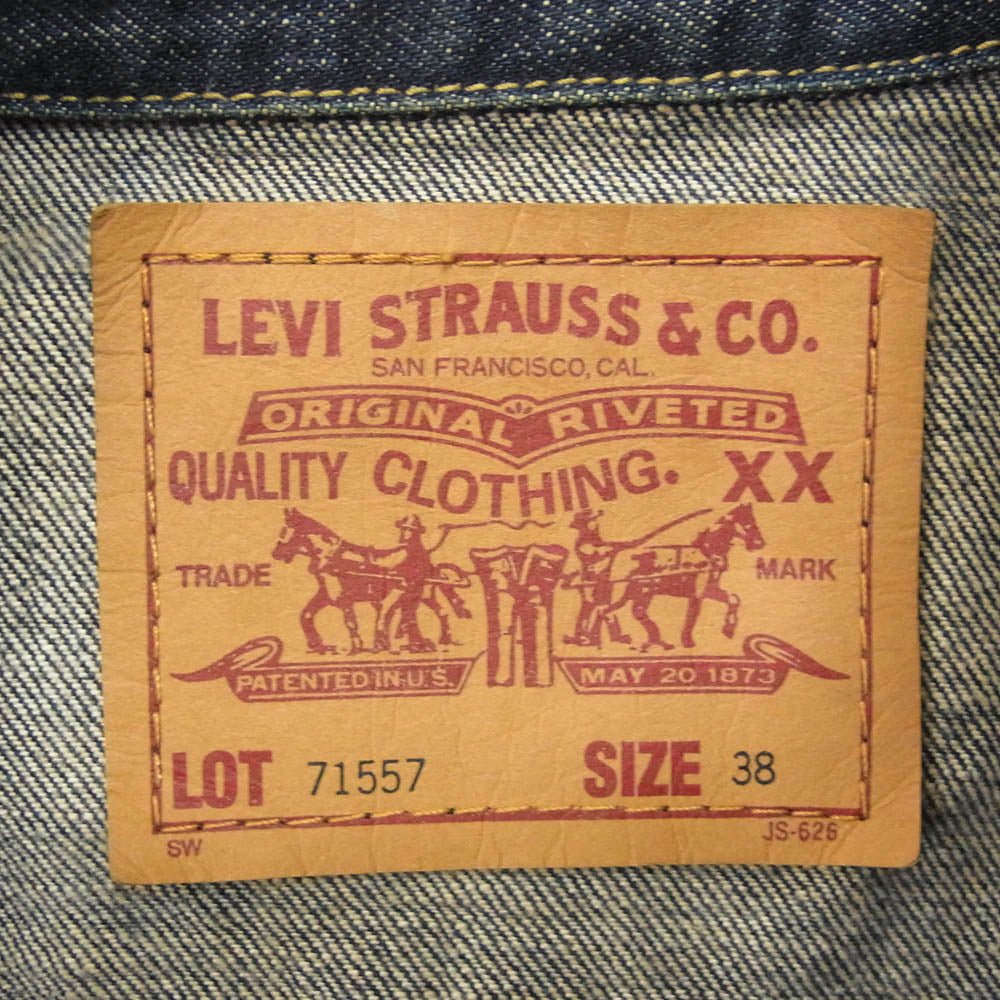 LEVI STRAUSS & CO.
SAN FRANCISCO, CAL.
ORIGINAL RIVETED
QUALITY CLOTHING. XX
TRADE MARK
PATENTED IN U.S. MAY 20 1873
LOT 71557 SIZE 38
SW JS-626